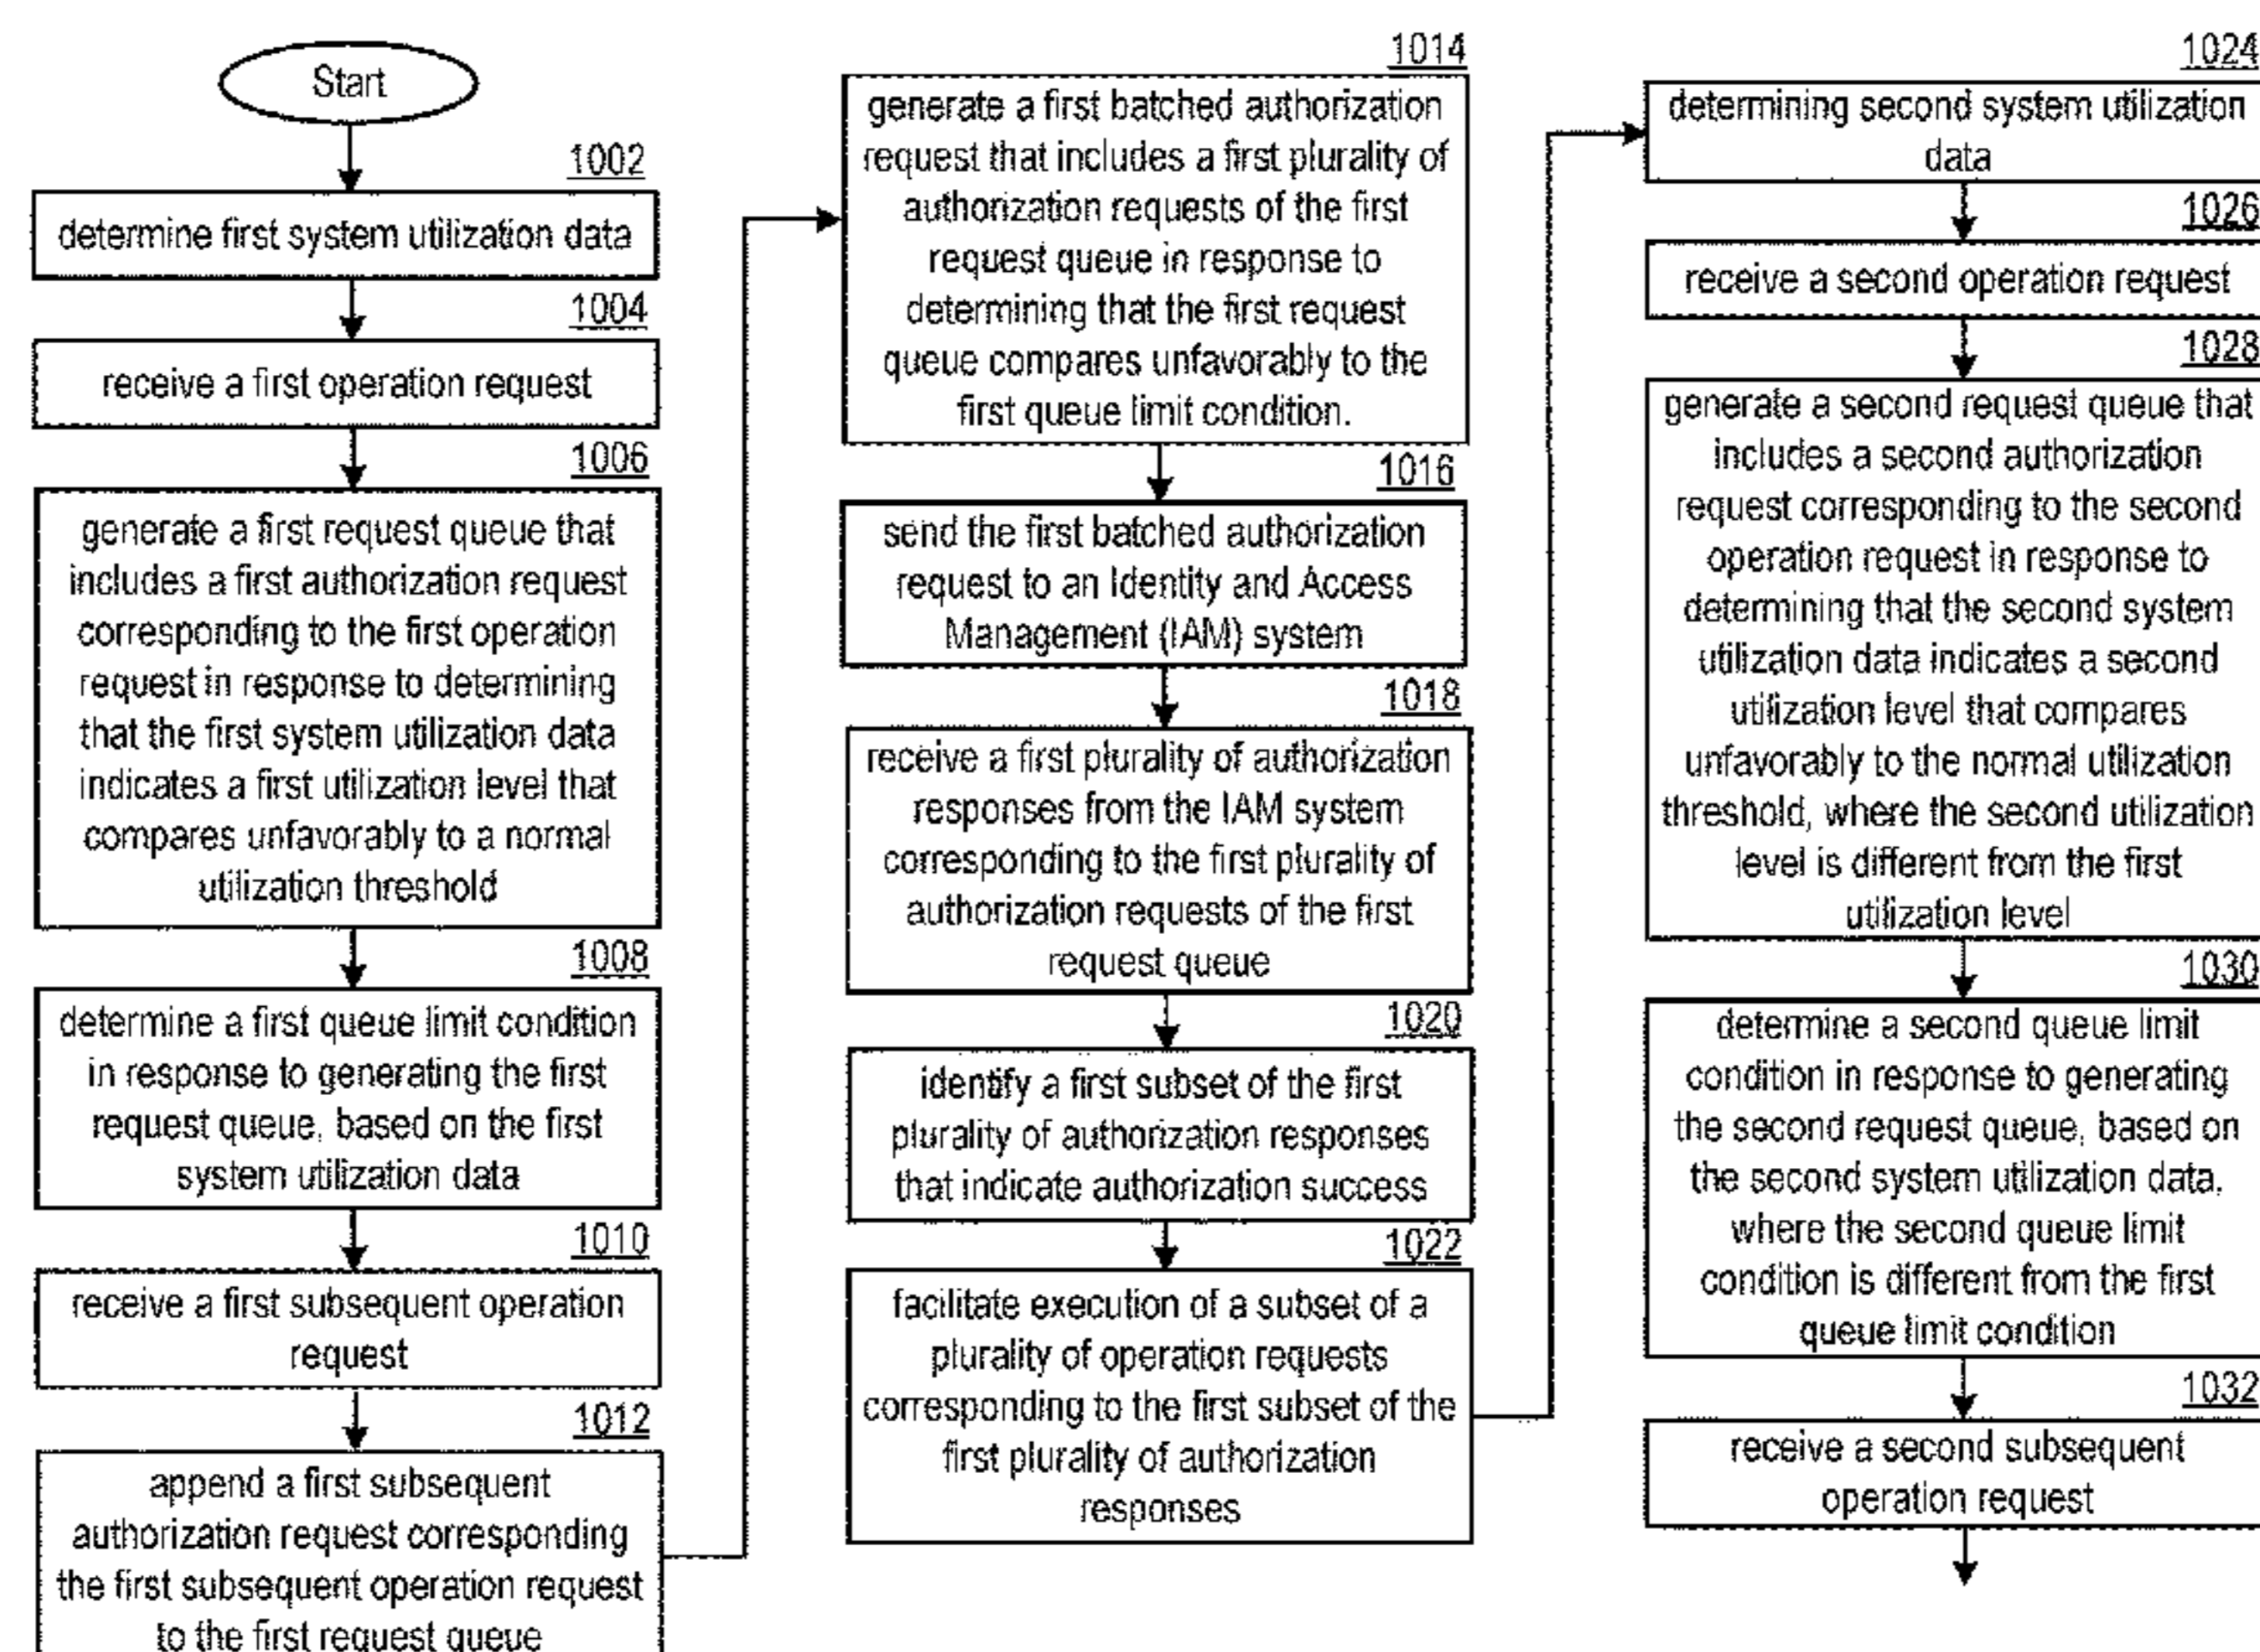 Start
1002
determine first system utilization data
1004
receive a first operation request
1006
generate a first request queue that
includes a first authorization request
corresponding to the first operation
request in response to determining
that the first system utilization data
indicates a first utilization level that
compares unfavorably to a normal
utilization threshold
1008
determine a first queue limit condition
in response to generating the first
request queue, based on the first
system utilization data
1010
receive a first subsequent operation
request
1012
append a first subsequent
authorization request corresponding
the first subsequent operation request
to the first request queue
1014
generate a first batched authorization
request that includes a first plurality of
authorization requests of the first
request queue in response to
determining that the first request
queue compares unfavorably to the
first queue limit condition.
1016
send the first batched authorization
request to an Identity and Access
Management (IAM) system
1018
receive a first plurality of authorization
responses from the IAM system
corresponding to the first plurality of
authorization requests of the first
request queue
1020
identify a first subset of the first
plurality of authorization responses
that indicate authorization success
1022
facilitate execution of a subset of a
plurality of operation requests
corresponding to the first subset of the
first plurality of authorization
responses
1024
determining second system utilization
data
1026
receive a second operation request
1028
generate a second request queue that
includes a second authorization
request corresponding to the second
operation request in response to
determining that the second system
utilization data indicates a second
utilization level that compares
unfavorably to the normal utilization
threshold, where the second utilization
level is different from the first
utilization level
1030
determine a second queue limit
condition in response to generating
the second request queue, based on
the second system utilization data,
where the second queue limit
condition is different from the first
queue limit condition
1032
receive a second subsequent
operation request